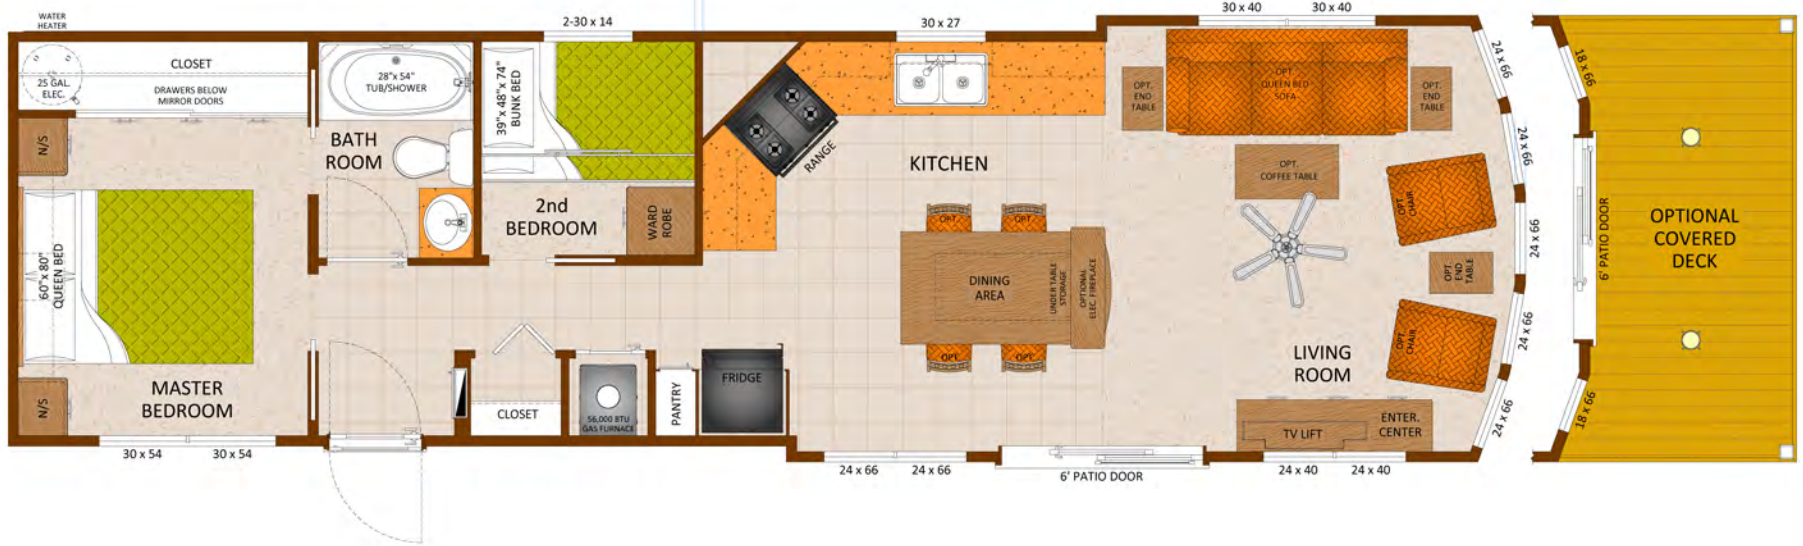 WATER
HEATER
2-30 x 14
30 x 27
30 x 40
30 x 40
CLOSET
25 GAL.
ELEC.
DRAWERS BELOW
MIRROR DOORS
28"x 54"
TUB/SHOWER
39"x 48"x 74"
BUNK BED
OPT.
END
TABLE
OPT.
QUEEN BED
SOFA
OPT.
END
TABLE
24 x 66
18 x 66
N/S
BATH
ROOM
RANGE
KITCHEN
OPT.
COFFEE TABLE
24 x 66
OPT.
CHAIR
2nd
BEDROOM
WARD
ROBE
OPT.
OPT.
24 x 66
6' PATIO DOOR
OPTIONAL
COVERED
DECK
60"x 80"
QUEEN BED
DINING
AREA
UNDER TABLE
STORAGE
OPTIONAL
ELEC. FIREPLACE
OPT.
END
TABLE
24 x 66
OPT.
CHAIR
OPT.
OPT.
LIVING
ROOM
MASTER
BEDROOM
N/S
CLOSET
56,000 BTU
GAS FURNACE
PANTRY
FRIDGE
TV LIFT
ENTER.
CENTER
24 x 66
18 x 66
30 x 54
30 x 54
24 x 66
24 x 66
6' PATIO DOOR
24 x 40
24 x 40